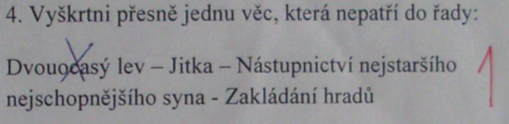 4. Vyškrtni přesně jednu věc, která nepatří do řady:
Dvouocasý lev – Jitka – Nástupnictví nejstaršího
nejschopnějšího syna - Zakládání hradů
1